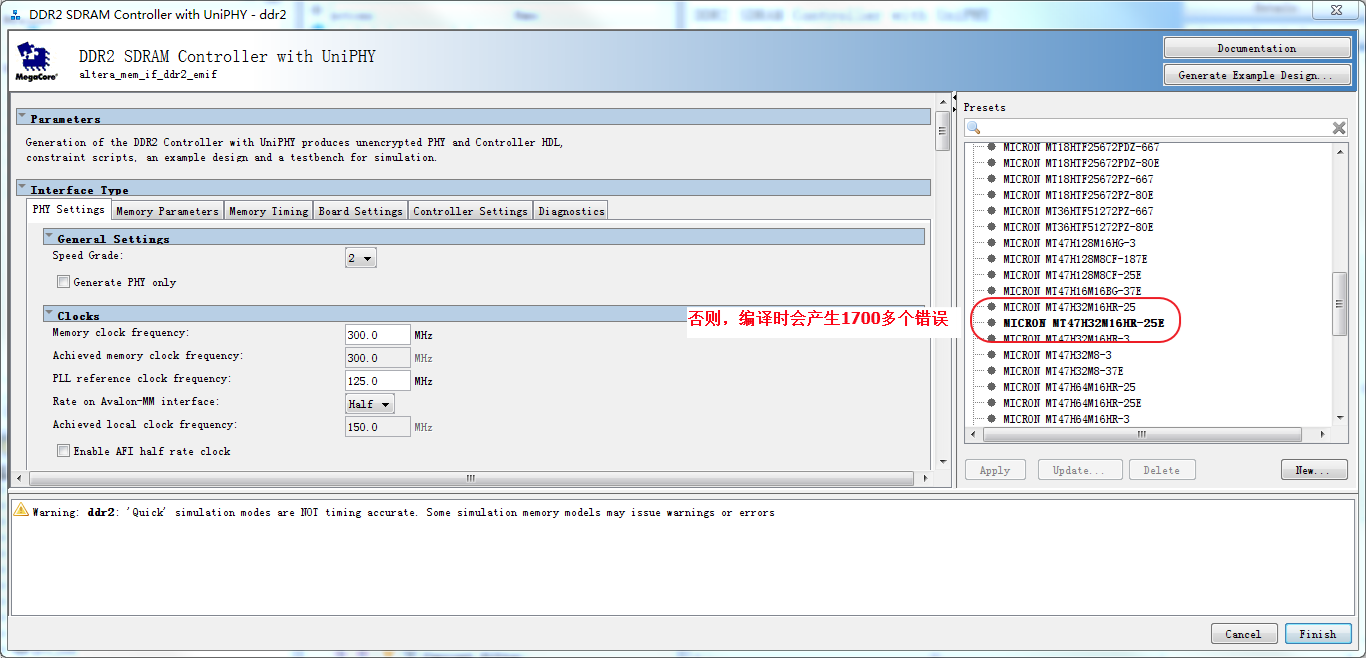 DDR2 SDRAM Controller with UniPHY - ddr2
MegaCore®
DDR2 SDRAM Controller with UniPHY
altera_mem_if_ddr2_emif
Documentation
Generate Example Design...
Parameters
Generation of the DDR2 Controller with UniPHY produces unencrypted PHY and Controller HDL,
constraint scripts, an example design and a testbench for simulation.
Interface Type
PHY Settings
Memory Parameters
Memory Timing
Board Settings
Controller Settings
Diagnostics
General Settings
Speed Grade:
2
Generate PHY only
Clocks
Memory clock frequency:
300.0
MHz
Achieved memory clock frequency:
300.0
MHz
PLL reference clock frequency:
125.0
MHz
Rate on Avalon-MM interface:
Half
Achieved local clock frequency:
150.0
MHz
Enable AFI half rate clock
否则，编译时会产生1700多个错误
Presets
MICRON MT18HTF25672PDZ-667
MICRON MT18HTF25672PDZ-80E
MICRON MT18HTF25672PZ-667
MICRON MT18HTF25672PZ-80E
MICRON MT36HTF51272PZ-667
MICRON MT36HTF51272PZ-80E
MICRON MT47H128M16HG-3
MICRON MT47H128M8CF-187E
MICRON MT47H128M8CF-25E
MICRON MT47H16M16BG-37E
MICRON MT47H32M16HR-25
MICRON MT47H32M16HR-25E
MICRON MT47H32M16HR-3
MICRON MT47H32M8-3
MICRON MT47H32M8-37E
MICRON MT47H64M16HR-25
MICRON MT47H64M16HR-25E
MICRON MT47H64M16HR-3
Apply
Update...
Delete
New...
Warning: ddr2: 'Quick' simulation modes are NOT timing accurate. Some simulation memory models may issue warnings or errors
Cancel
Finish